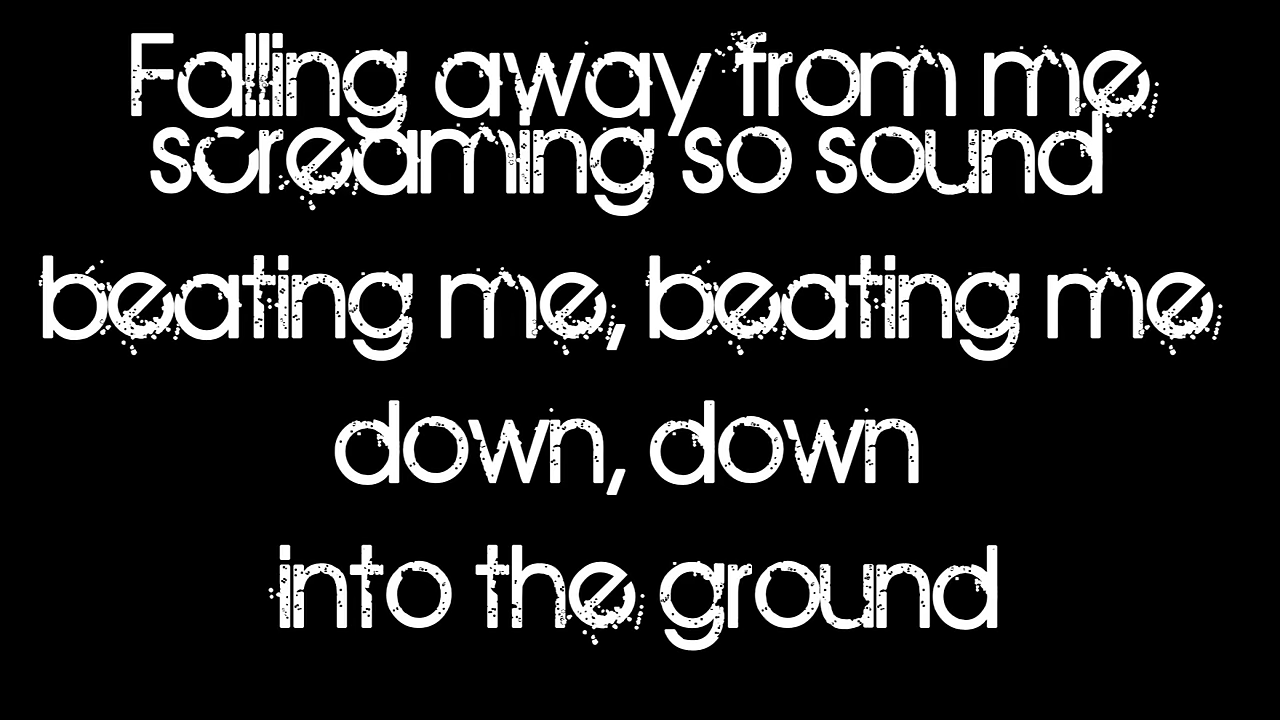 Falling away from me
screaming so sound
beating me, beating me
down, down
into the ground